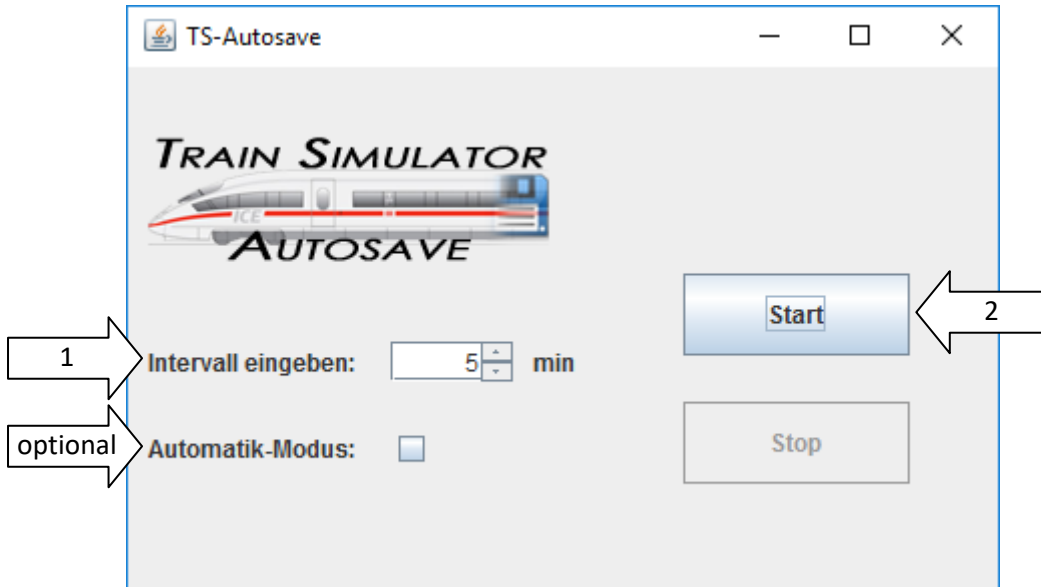 TS-Autosave
TRAIN SIMULATOR
ICE
AUTOSAVE
Start
2
1
Intervall eingeben: 5 min
optional
Automatik-Modus:
Stop